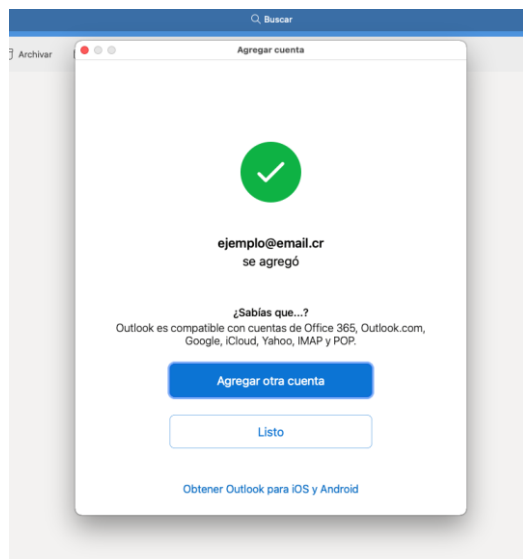 Buscar
Agregar cuenta
Archivar
ejemplo@email.cr
se agregó
¿Sabías que...?
Outlook es compatible con cuentas de Office 365, Outlook.com,
Google, iCloud, Yahoo, IMAP y POP.
Agregar otra cuenta
Listo
Obtener Outlook para iOS y Android